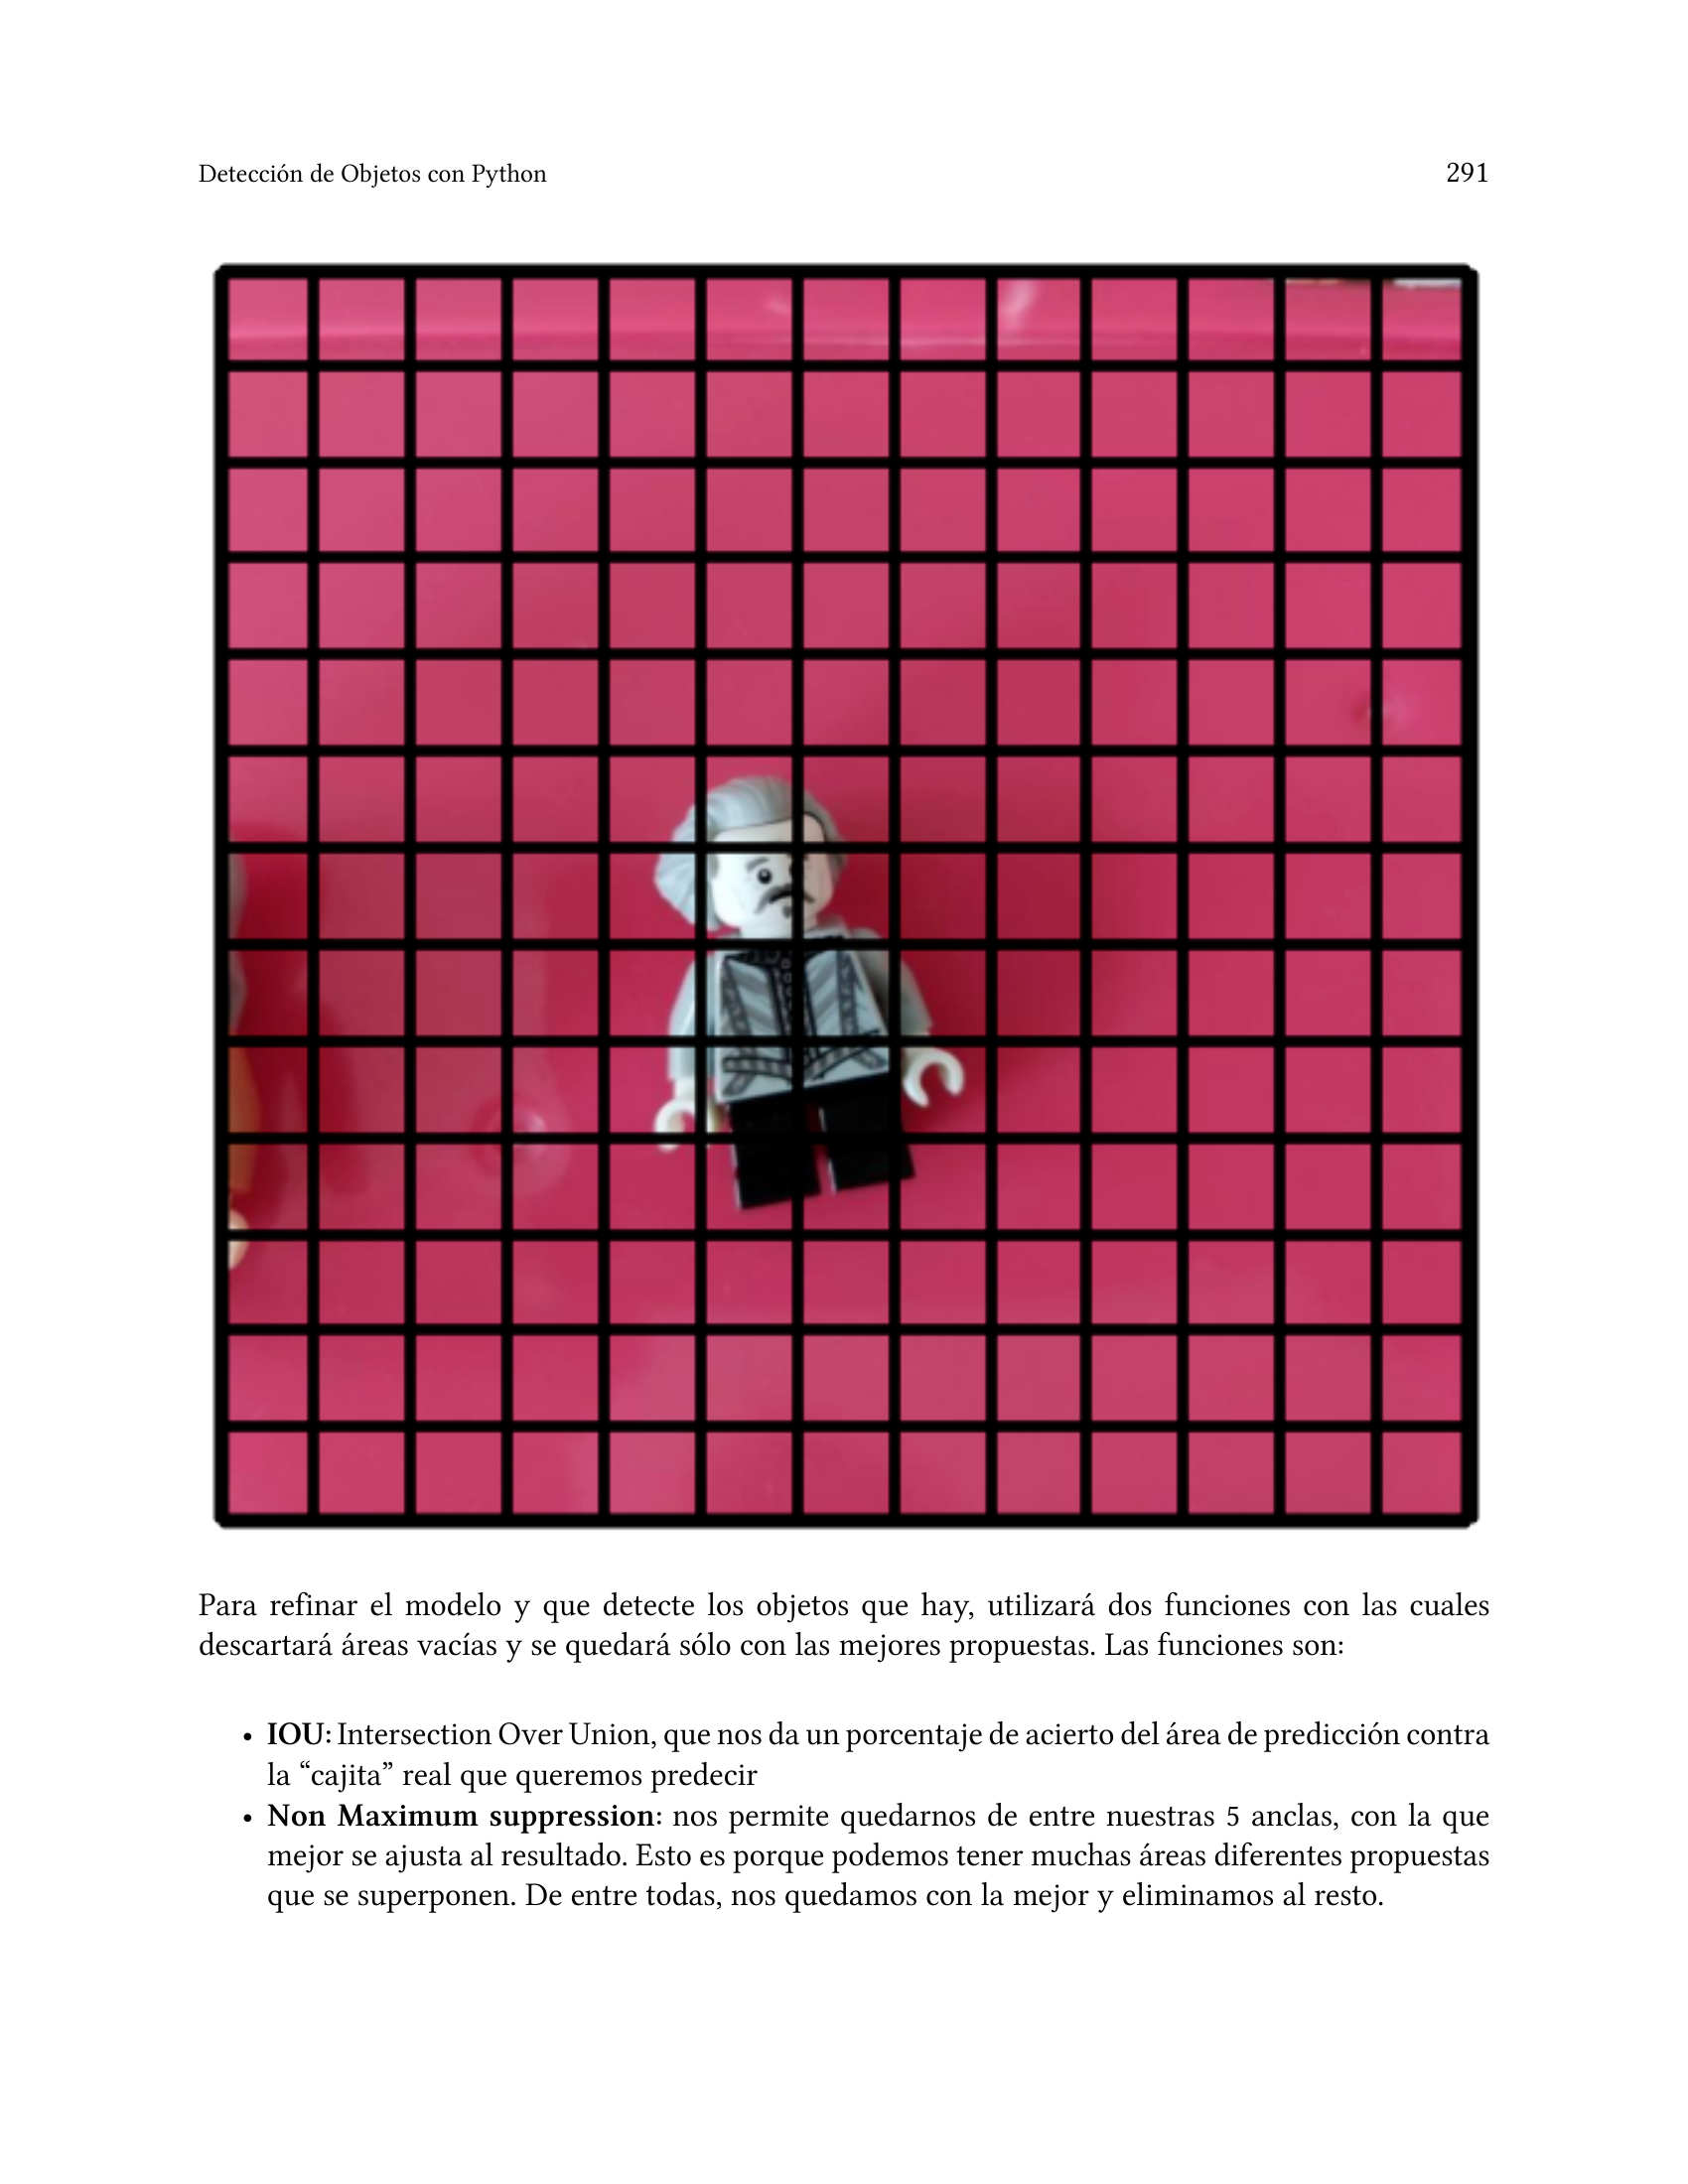 Detección de Objetos con Python
291
Para refinar el modelo y que detecte los objetos que hay, utilizará dos funciones con las cuales
descartará áreas vacías y se quedará sólo con las mejores propuestas. Las funciones son:
• IOU: Intersection Over Union, que nos da un porcentaje de acierto del área de predicción contra
la “cajita” real que queremos predecir
• Non Maximum suppression: nos permite quedarnos de entre nuestras 5 anclas, con la que
mejor se ajusta al resultado. Esto es porque podemos tener muchas áreas diferentes propuestas
que se superponen. De entre todas, nos quedamos con la mejor y eliminamos al resto.